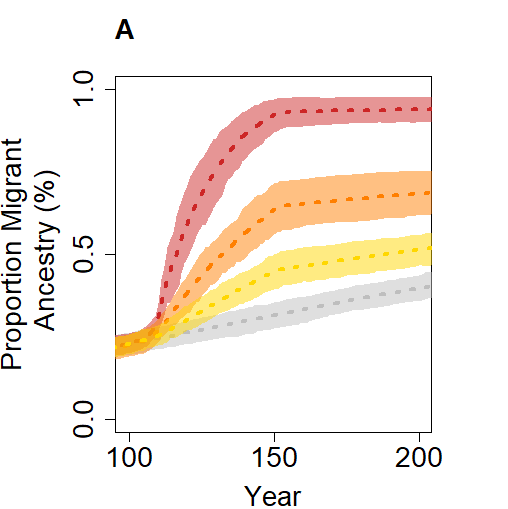 A
Proportion Migrant
Ancestry (%)
1.0
0.5
0.0
100 150 200
Year